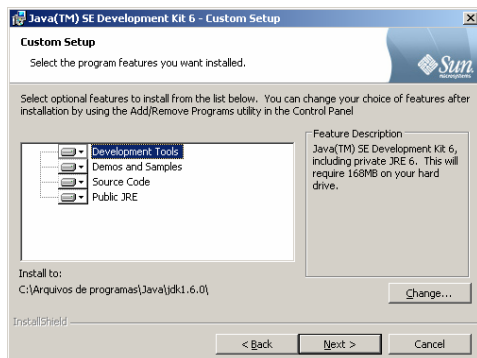 Java(TM) SE Development Kit 6 - Custom Setup
Custom Setup
Select the program features you want installed.
Sun
microsystems
Select optional features to install from the list below. You can change your choice of features after
installation by using the Add/Remove Programs utility in the Control Panel
Development Tools
Demos and Samples
Source Code
Public JRE
Feature Description
Java(TM) SE Development Kit 6,
including private JRE 6. This will
require 168MB on your hard
drive.
Install to:
C:\Arquivos de programas\Java\jdk1.6.0\
Change...
InstallShield
< Back
Next >
Cancel